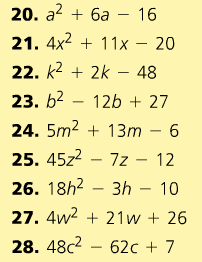 20. a² + 6a − 16
21. 4x² + 11x − 20
22. k² + 2k − 48
23. b² − 12b + 27
24. 5m² + 13m − 6
25. 45z² − 7z − 12
26. 18h² − 3h − 10
27. 4w² + 21w + 26
28. 48c² − 62c + 7